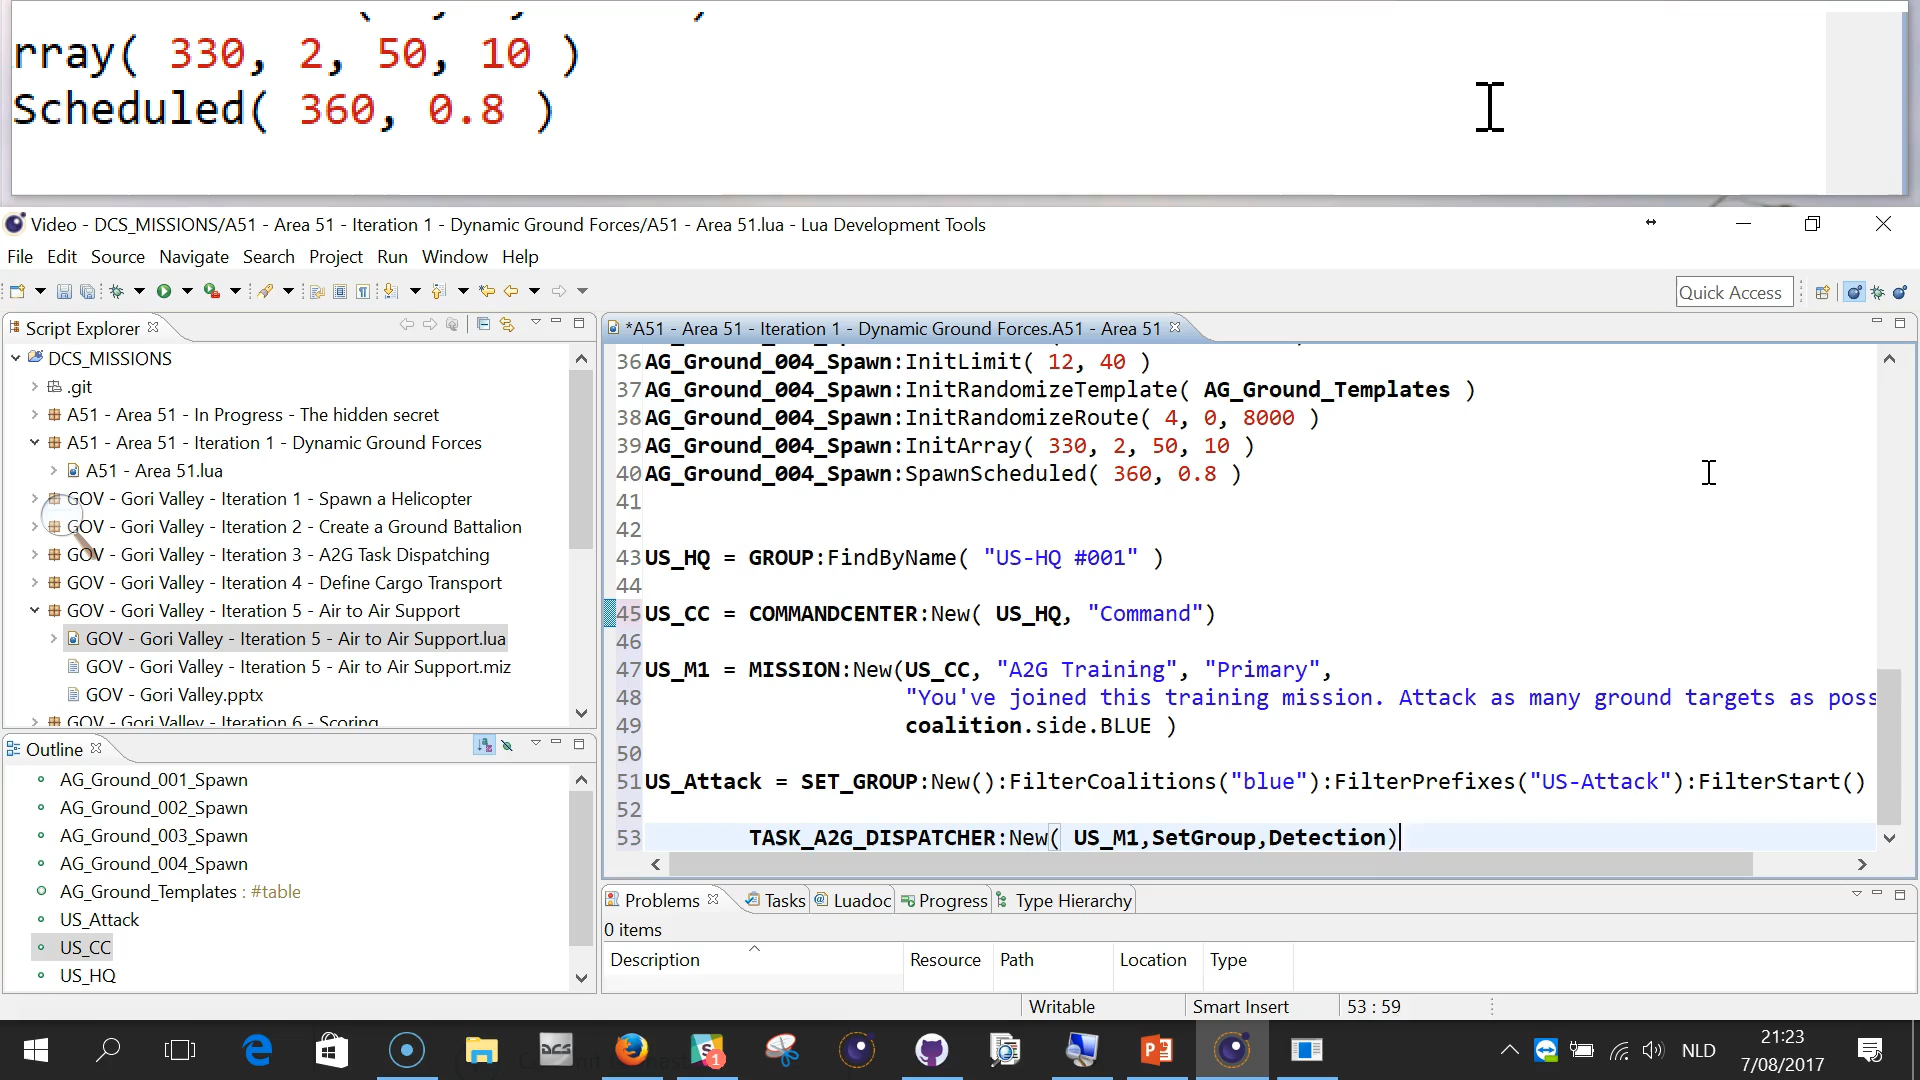 rray( 330, 2, 50, 10 )
Scheduled( 360, 0.8 )
Video - DCS_MISSIONS/A51 - Area 51 - Iteration 1 - Dynamic Ground Forces/A51 - Area 51.lua - Lua Development Tools
File Edit Source Navigate Search Project Run Window Help
Quick Access
Script Explorer
DCS_MISSIONS
.git
A51 - Area 51 - In Progress - The hidden secret
A51 - Area 51 - Iteration 1 - Dynamic Ground Forces
A51 - Area 51.lua
GOV - Gori Valley - Iteration 1 - Spawn a Helicopter
GOV - Gori Valley - Iteration 2 - Create a Ground Battalion
GOV - Gori Valley - Iteration 3 - A2G Task Dispatching
GOV - Gori Valley - Iteration 4 - Define Cargo Transport
GOV - Gori Valley - Iteration 5 - Air to Air Support
GOV - Gori Valley - Iteration 5 - Air to Air Support.lua
GOV - Gori Valley - Iteration 5 - Air to Air Support.miz
GOV - Gori Valley.pptx
GOV - Gori Valley - Iteration 6 - Scoring
Outline
AG_Ground_001_Spawn
AG_Ground_002_Spawn
AG_Ground_003_Spawn
AG_Ground_004_Spawn
AG_Ground_Templates : #table
US_Attack
US_CC
US_HQ
*A51 - Area 51 - Iteration 1 - Dynamic Ground Forces.A51 - Area 51
36 AG_Ground_004_Spawn:InitLimit( 12, 40 )
37 AG_Ground_004_Spawn:InitRandomizeTemplate( AG_Ground_Templates )
38 AG_Ground_004_Spawn:InitRandomizeRoute( 4, 0, 8000 )
39 AG_Ground_004_Spawn:InitArray( 330, 2, 50, 10 )
40 AG_Ground_004_Spawn:SpawnScheduled( 360, 0.8 )
41
42
43 US_HQ = GROUP:FindByName( "US-HQ #001" )
44
45 US_CC = COMMANDCENTER:New( US_HQ, "Command")
46
47 US_M1 = MISSION:New(US_CC, "A2G Training", "Primary",
48 "You've joined this training mission. Attack as many ground targets as poss
49 coalition.side.BLUE )
50
51 US_Attack = SET_GROUP:New():FilterCoalitions("blue"):FilterPrefixes("US-Attack"):FilterStart()
52
53 TASK_A2G_DISPATCHER:New( US_M1,SetGroup,Detection)
Problems Tasks Luadoc Progress Type Hierarchy
0 items
Description Resource Path Location Type
Writable Smart Insert 53 : 59
DCS
1
NLD
21:23
7/08/2017